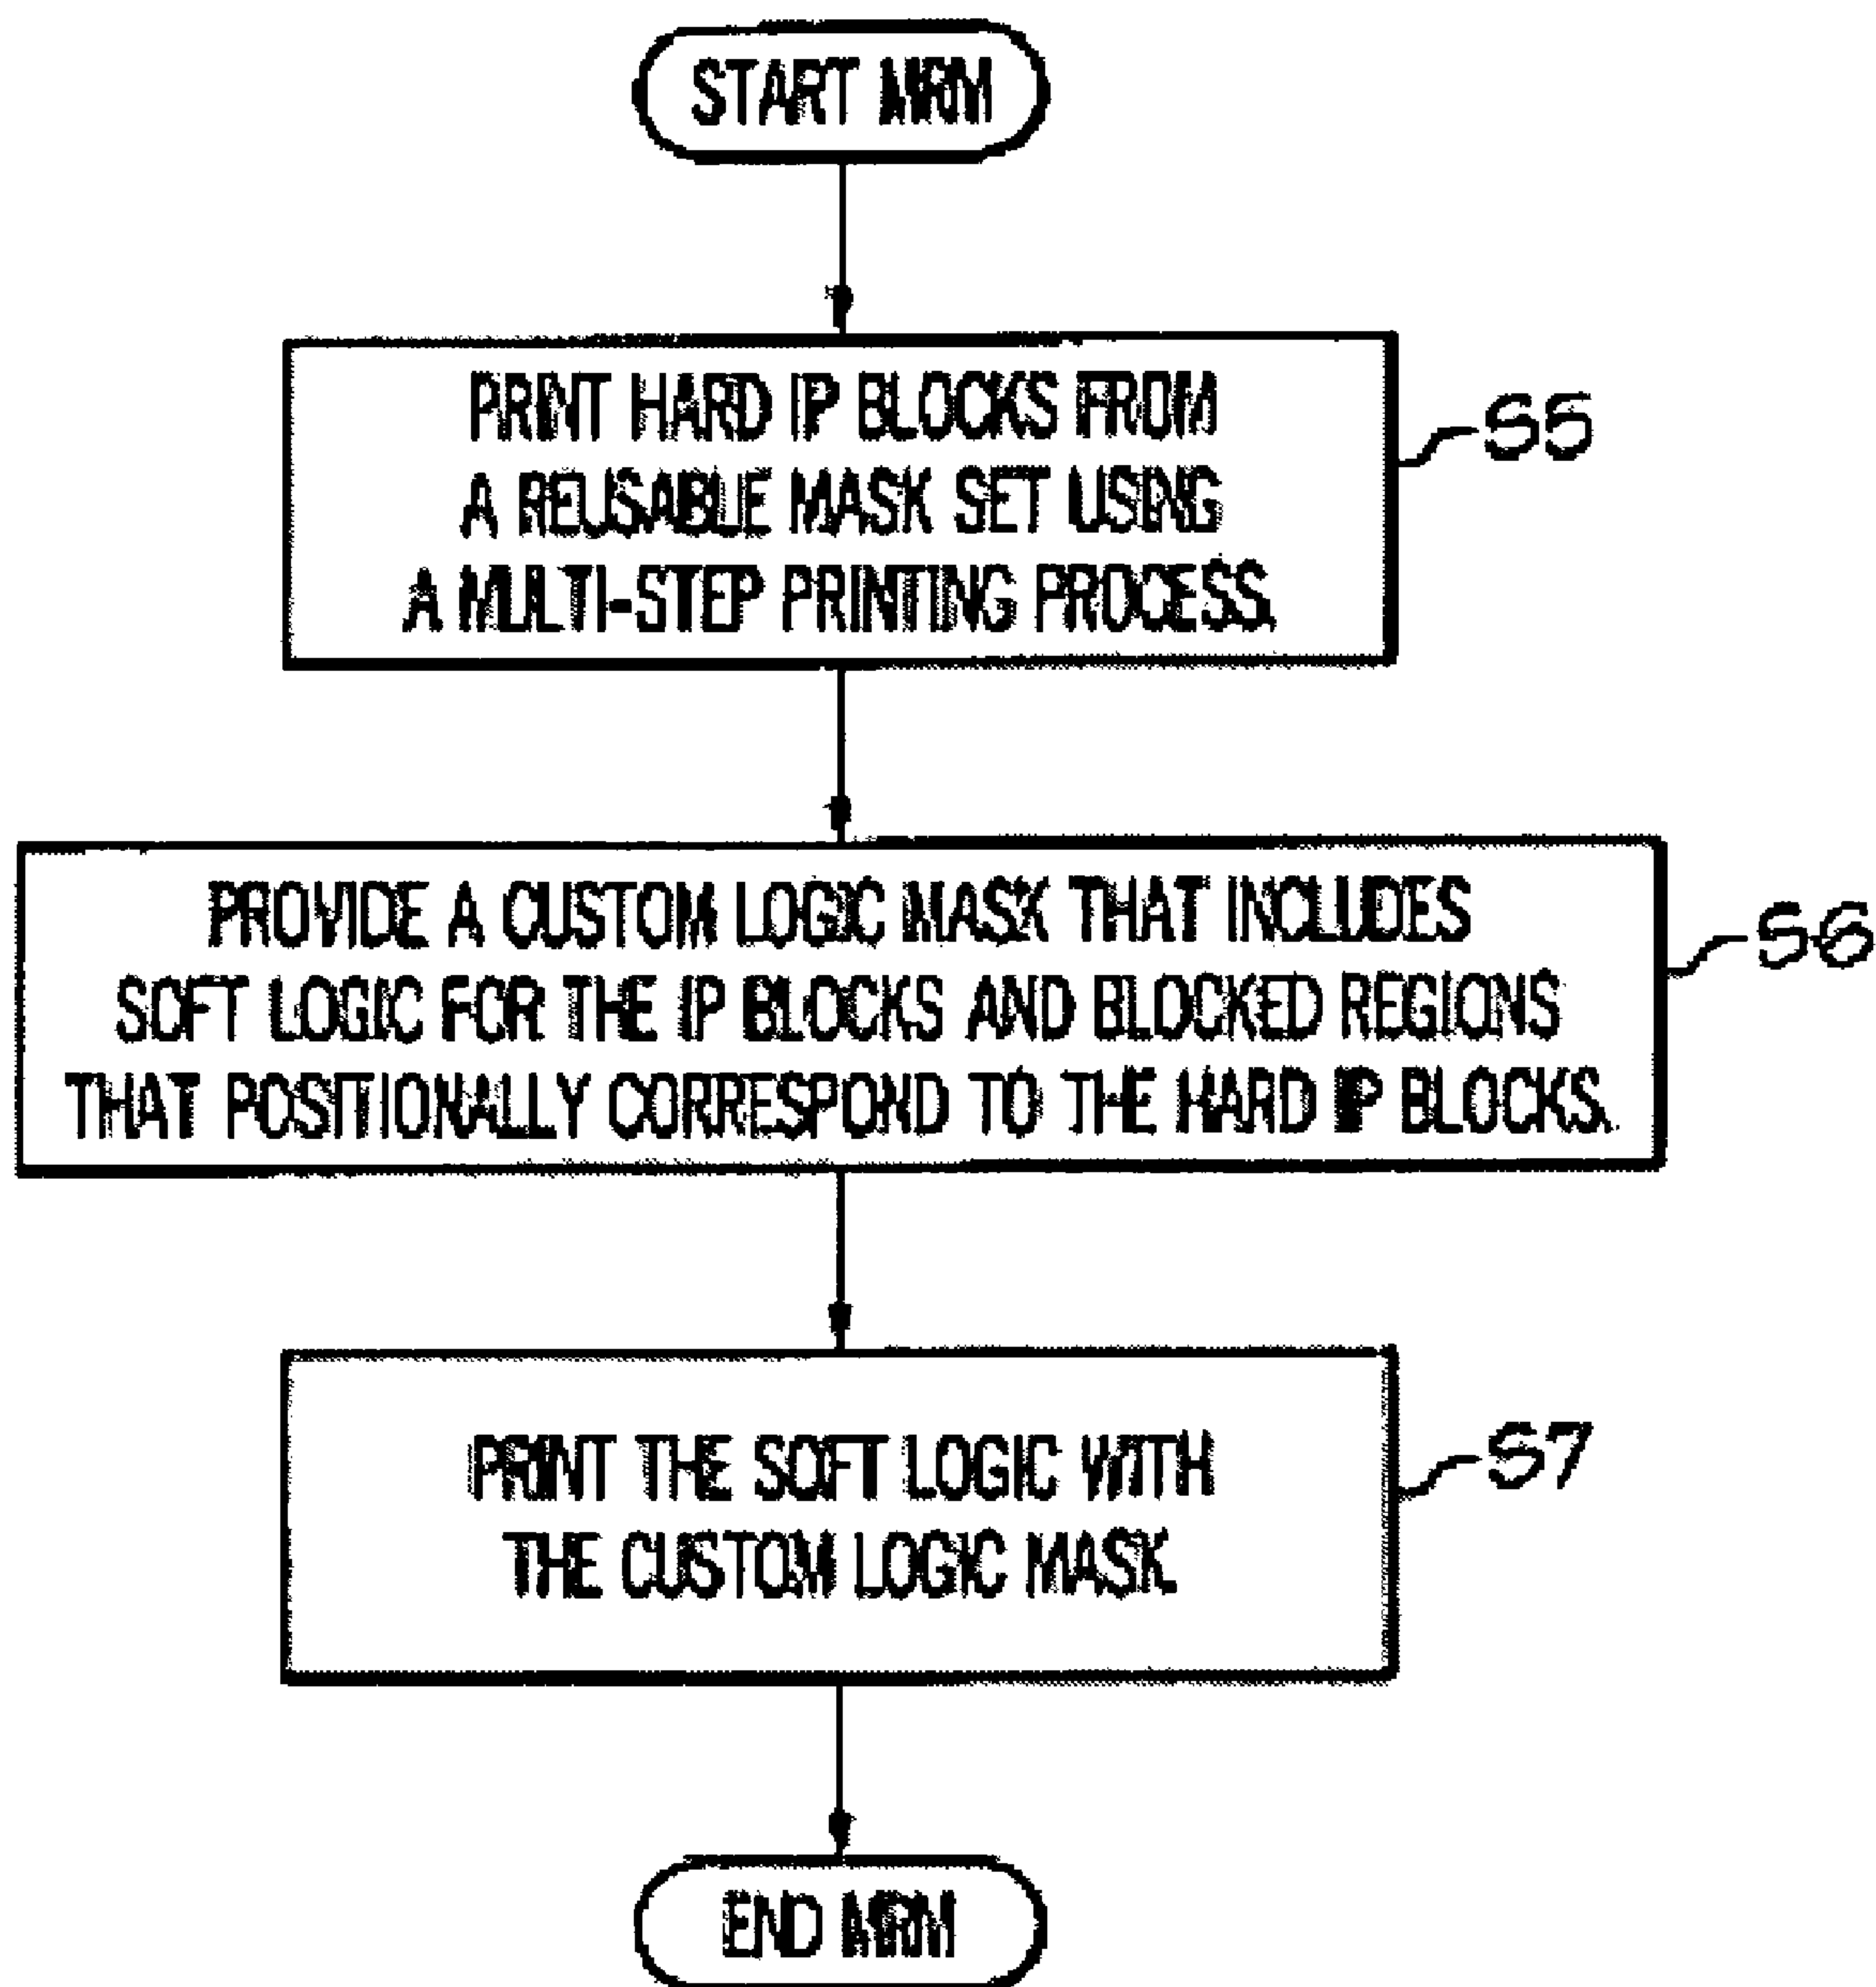 START
PRINT HARD IP BLOCKS FROM
A REUSABLE MASK SET USING
A MULTI-STEP PRINTING PROCESS.
S5
PROVIDE A CUSTOM LOGIC MASK THAT INCLUDES
SOFT LOGIC FOR THE IP BLOCKS AND BLOCKED REGIONS
THAT POSITIONALLY CORRESPOND TO THE HARD IP BLOCKS.
S6
PRINT THE SOFT LOGIC WITH
THE CUSTOM LOGIC MASK.
S7
END